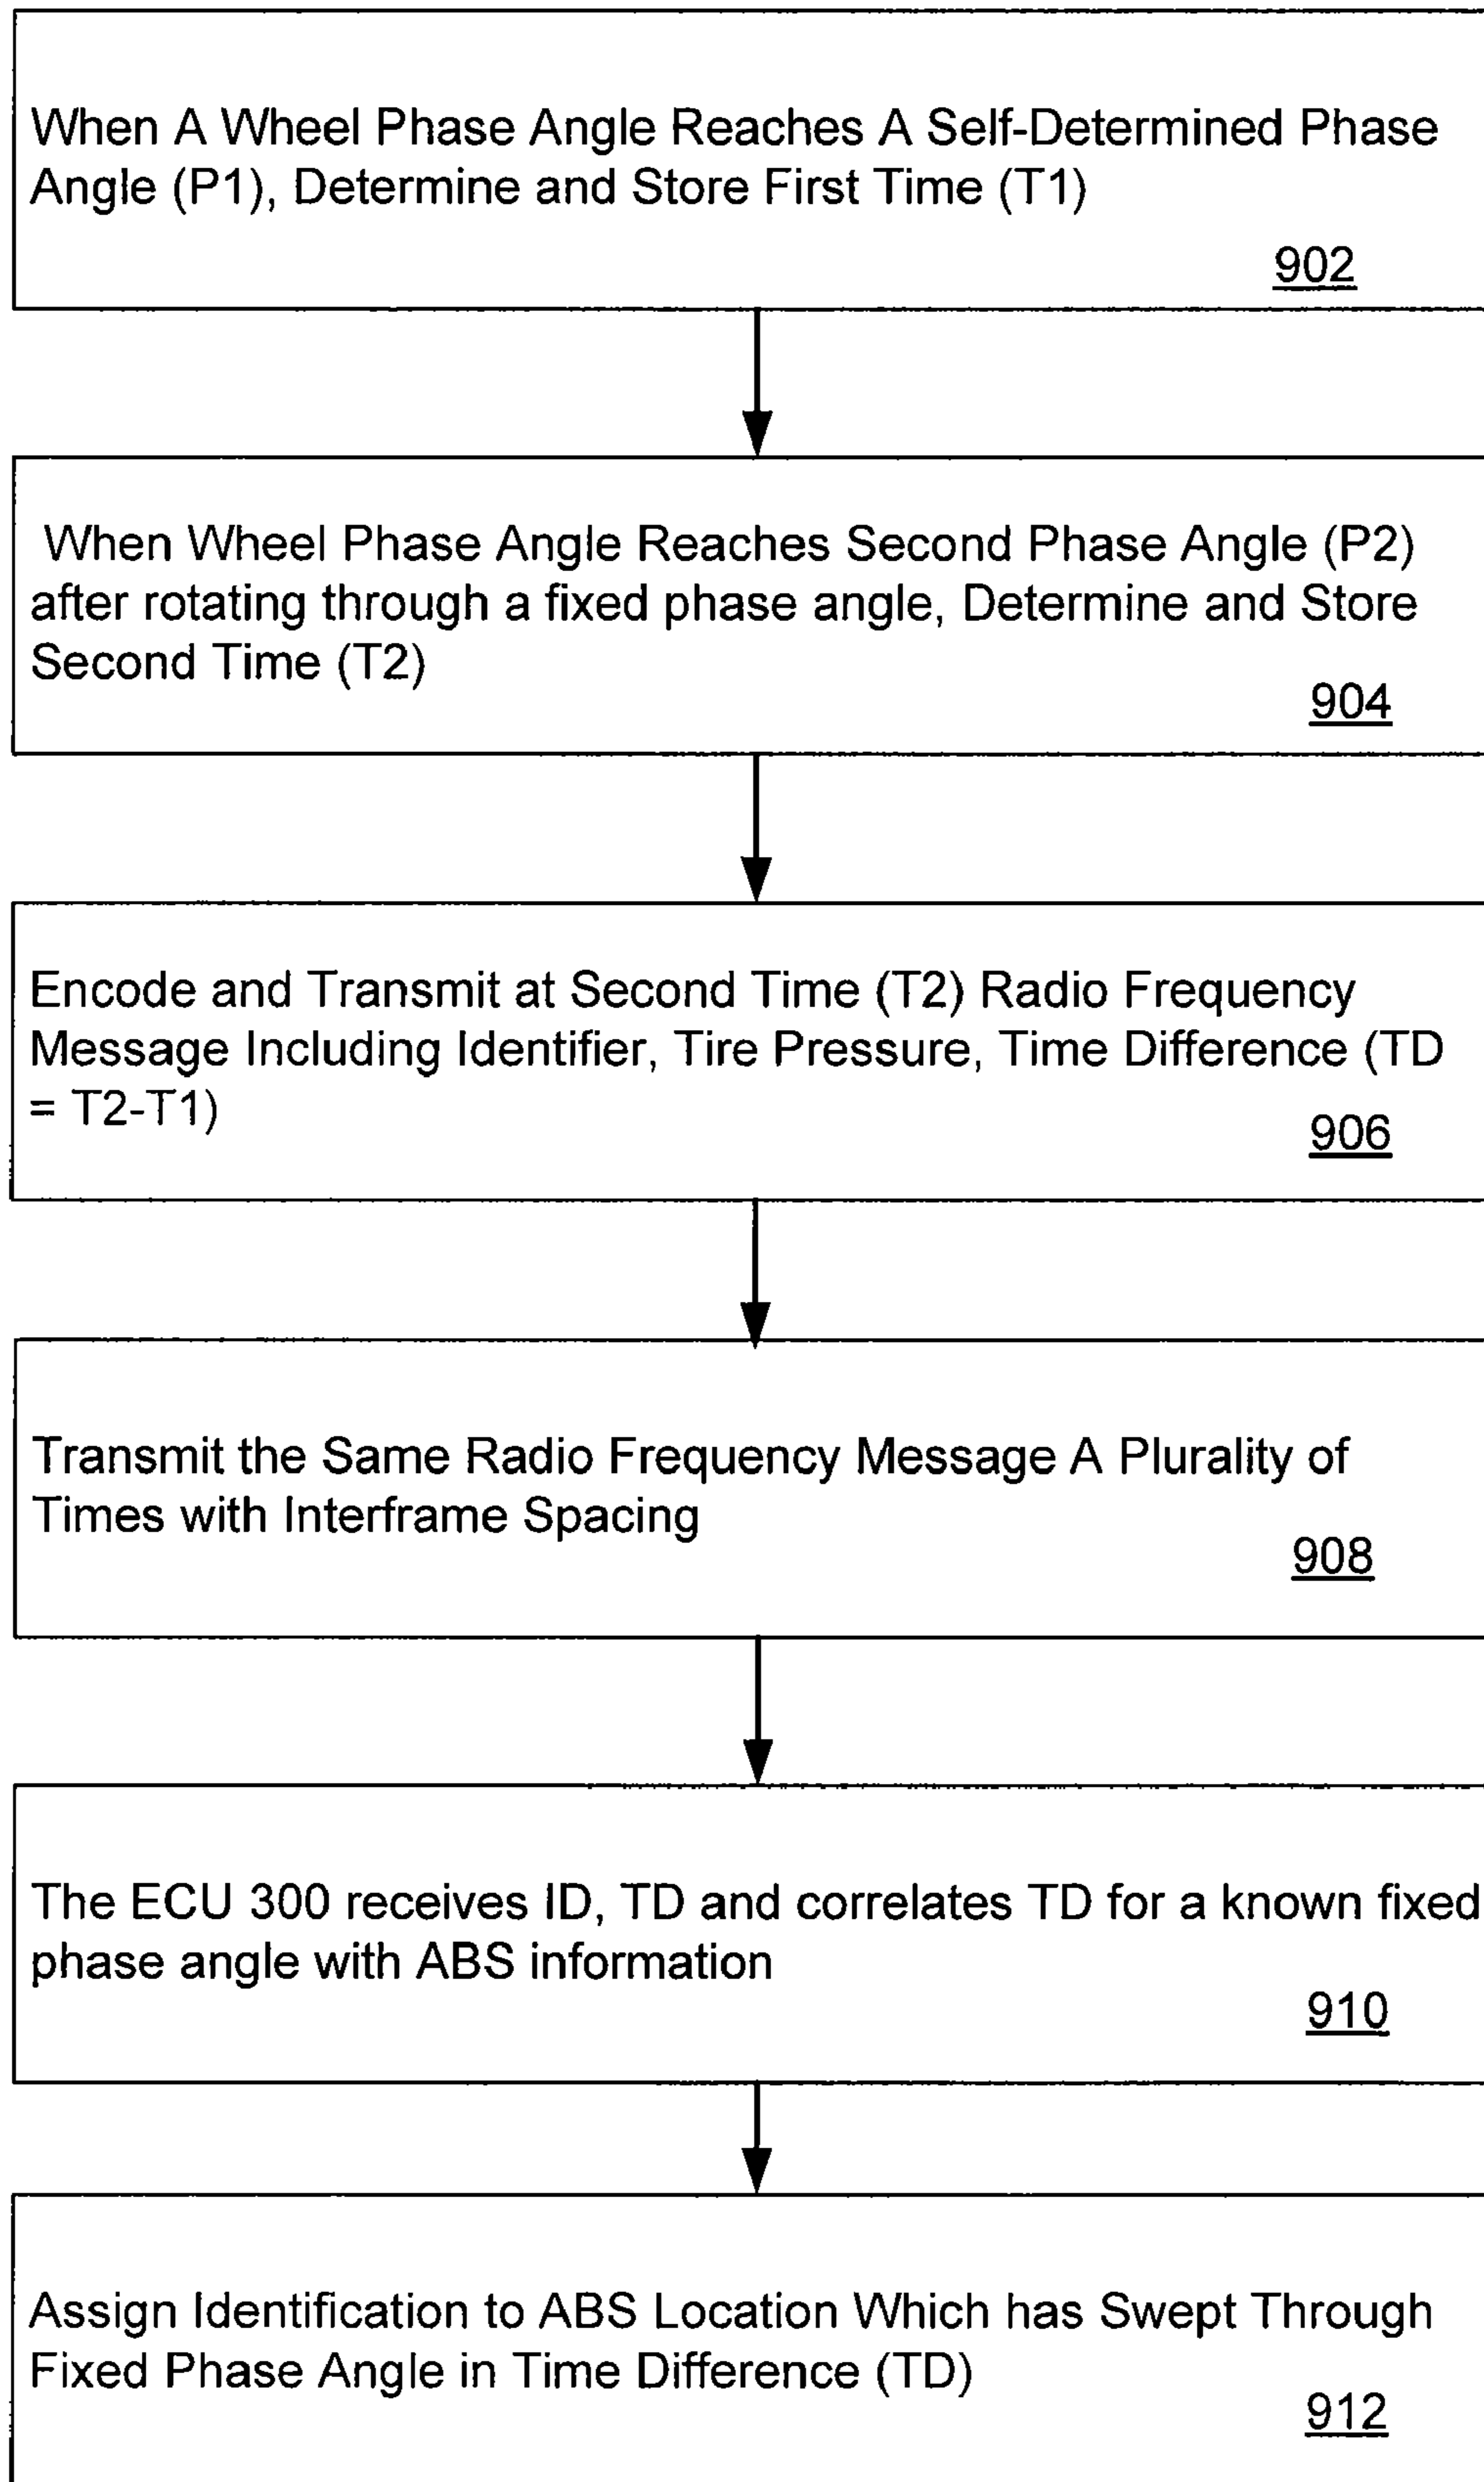 When A Wheel Phase Angle Reaches A Self-Determined Phase
Angle (P1), Determine and Store First Time (T1)
902
When Wheel Phase Angle Reaches Second Phase Angle (P2)
after rotating through a fixed phase angle, Determine and Store
Second Time (T2)
904
Encode and Transmit at Second Time (T2) Radio Frequency
Message Including Identifier, Tire Pressure, Time Difference (TD
= T2-T1)
906
Transmit the Same Radio Frequency Message A Plurality of
Times with Interframe Spacing
908
The ECU 300 receives ID, TD and correlates TD for a known fixed
phase angle with ABS information
910
Assign Identification to ABS Location Which has Swept Through
Fixed Phase Angle in Time Difference (TD)
912